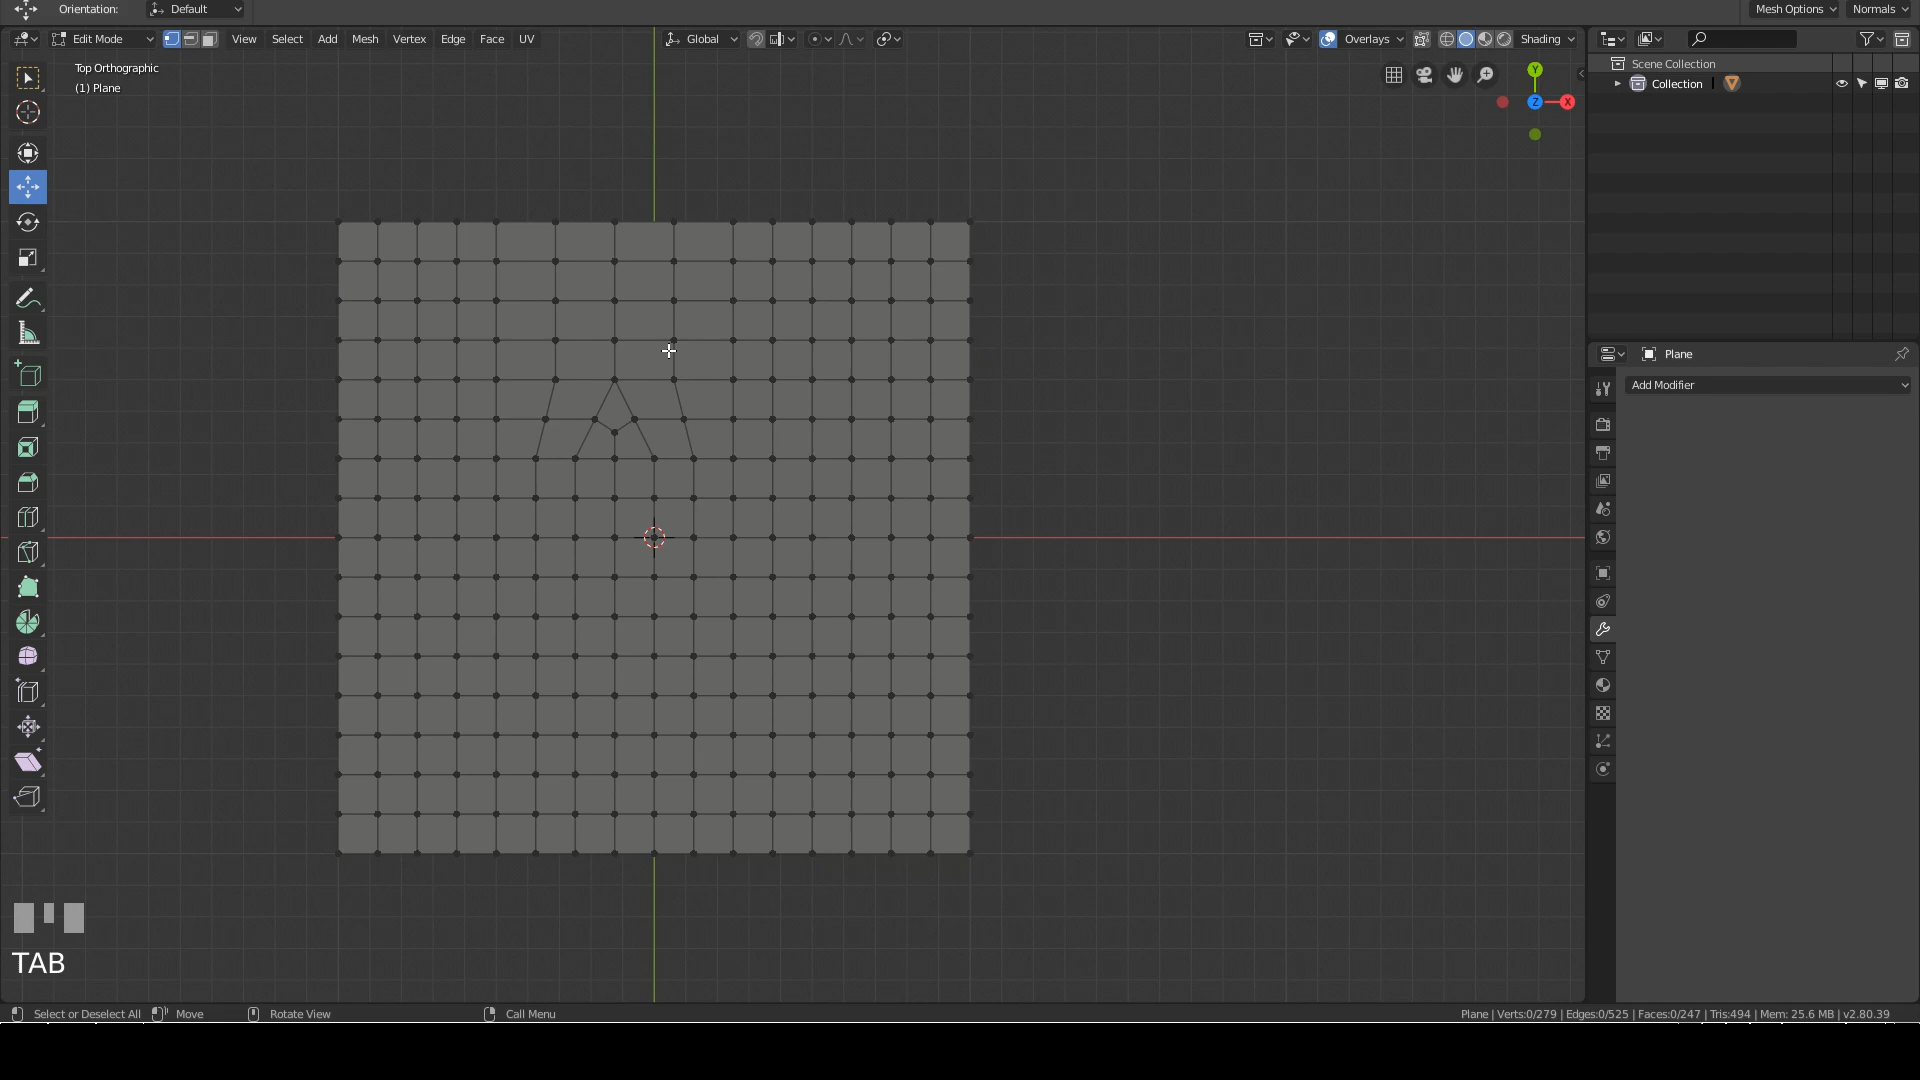 Orientation: Default Mesh Options Normals
Edit Mode View Select Add Mesh Vertex Edge Face UV Global Overlays Shading
Top Orthographic
(1) Plane
Y
Z X
Scene Collection
Collection
Plane
Add Modifier
TAB
Select or Deselect All Move Rotate View Call Menu Plane | Verts:0/279 | Edges:0/525 | Faces:0/247 | Tris:494 | Mem: 25.6 MB | v2.80.39